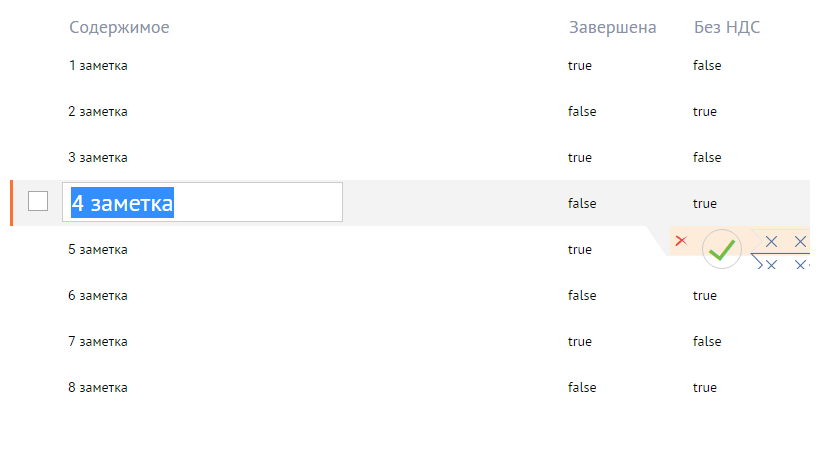 Содержимое Завершена Без НДС
1 заметка true false
2 заметка false true
3 заметка true false
4 заметка false true
5 заметка true
6 заметка false true
7 заметка true false
8 заметка false true